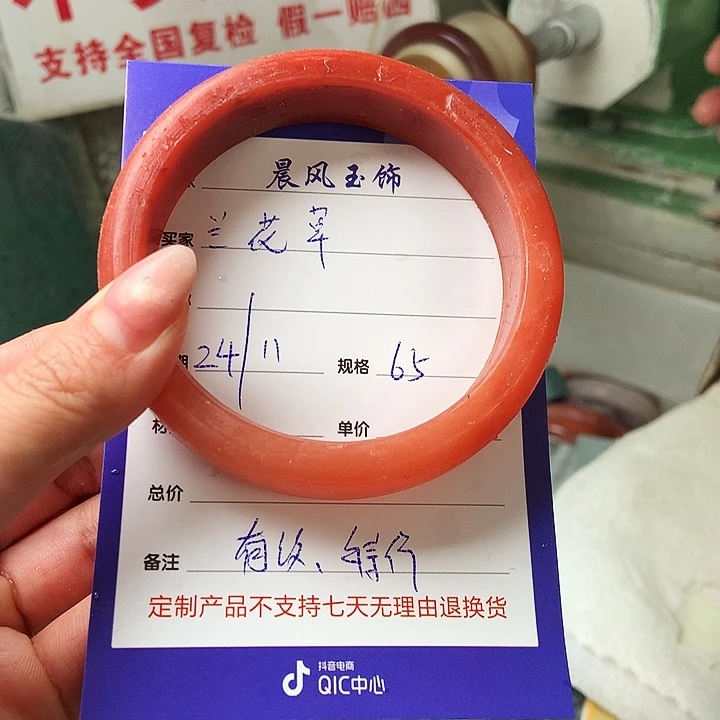 支持全国复检 假一赔四
晨风玉饰
买家 兰花草
期 24/11 规格 65
单价
总价
备注 有纹、特行
定制产品不支持七天无理由退换货
抖音电商
QIC中心